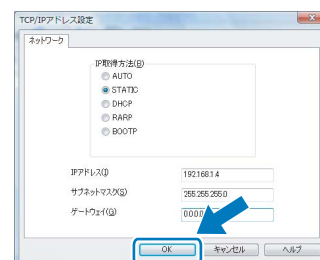 TCP/IPアドレス設定
ネットワーク
IP取得方法(B)
AUTO
STATIC
DHCP
RARP
BOOTP
IPアドレス(I) 192.168.1.4
サブネットマスク(S) 255.255.255.0
ゲートウェイ(G) 0.0.0.0
OK キャンセル ヘルプ